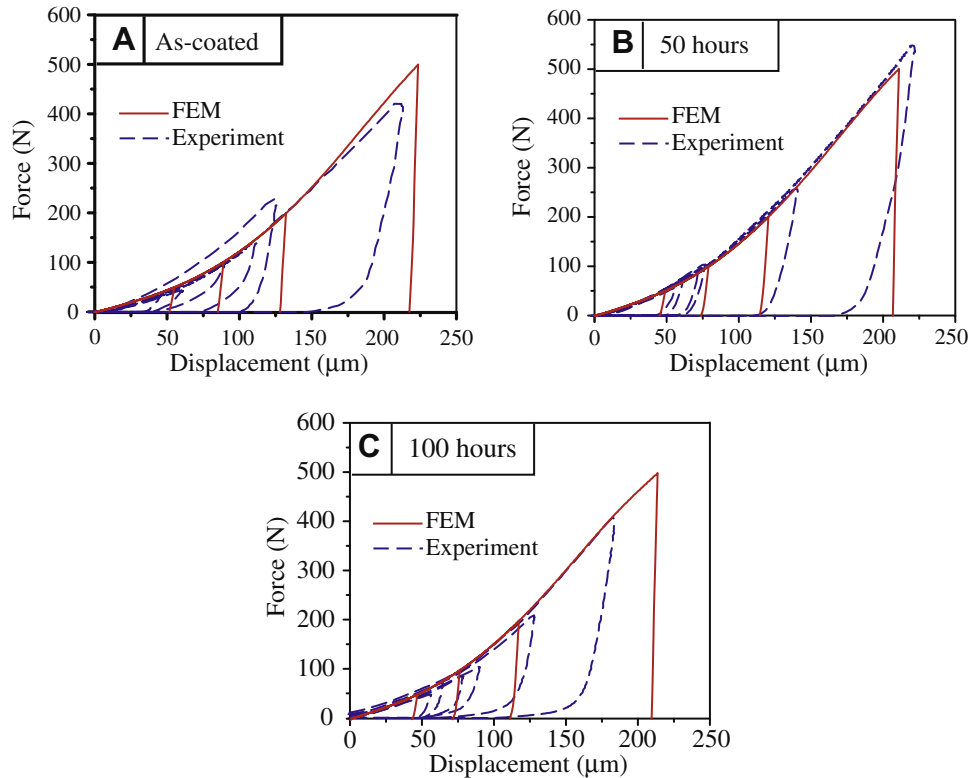 A As-coated
600
500
400
300
200
100
0
Force (N)
FEM
Experiment
0 50 100 150 200 250
Displacement (μm)
B 50 hours
600
500
400
300
200
100
0
Force (N)
FEM
Experiment
0 50 100 150 200 250
Displacement (μm)
C 100 hours
600
500
400
300
200
100
0
Force (N)
FEM
Experiment
0 50 100 150 200 250
Displacement (μm)